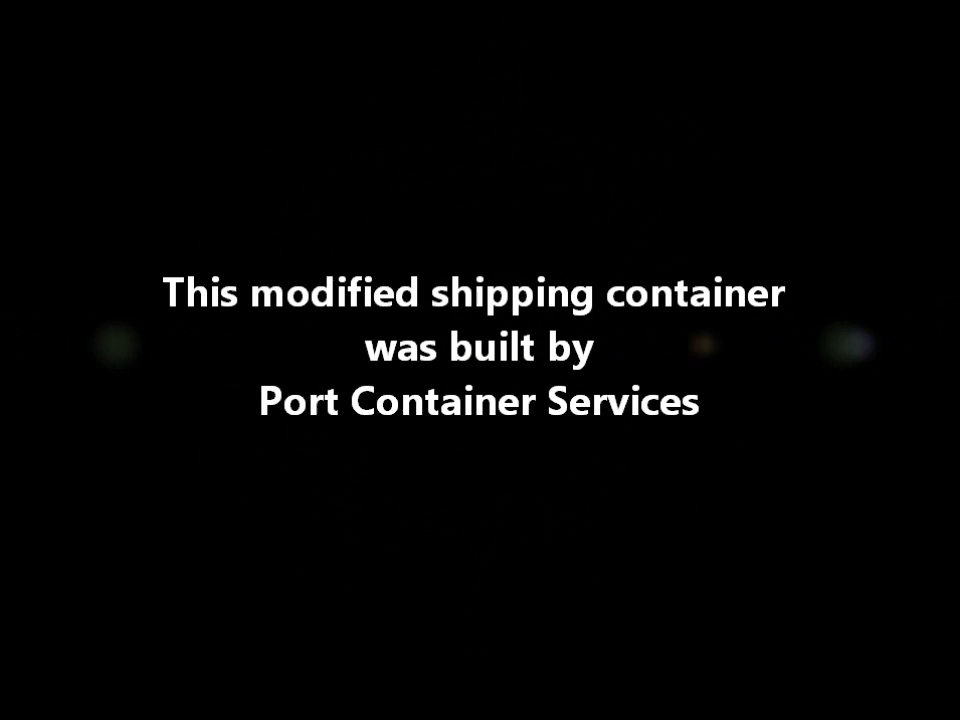 This modified shipping container
was built by
Port Container Services